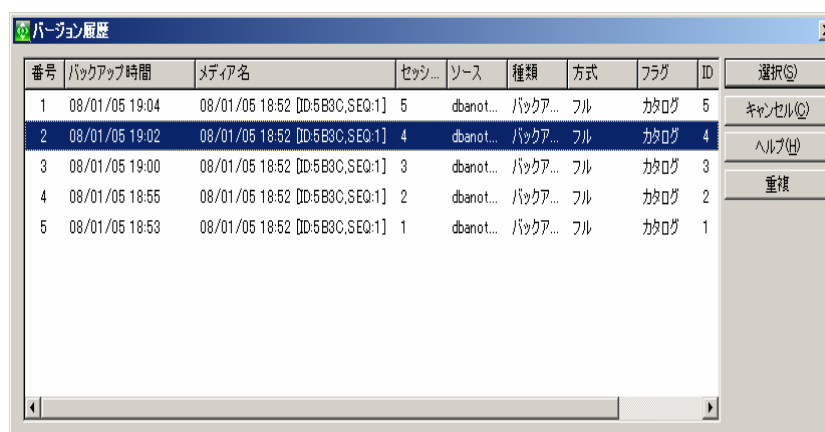 バージョン履歴
番号 バックアップ時間 メディア名 セッシ... ソース 種類 方式 フラグ ID
1 08/01/05 19:04 08/01/05 18:52 [ID:5B3C,SEQ:1] 5 dbanot... バックア... フル カタログ 5
2 08/01/05 19:02 08/01/05 18:52 [ID:5B3C,SEQ:1] 4 dbanot... バックア... フル カタログ 4
3 08/01/05 19:00 08/01/05 18:52 [ID:5B3C,SEQ:1] 3 dbanot... バックア... フル カタログ 3
4 08/01/05 18:55 08/01/05 18:52 [ID:5B3C,SEQ:1] 2 dbanot... バックア... フル カタログ 2
5 08/01/05 18:53 08/01/05 18:52 [ID:5B3C,SEQ:1] 1 dbanot... バックア... フル カタログ 1
選択(S)
キャンセル(C)
ヘルプ(H)
重複